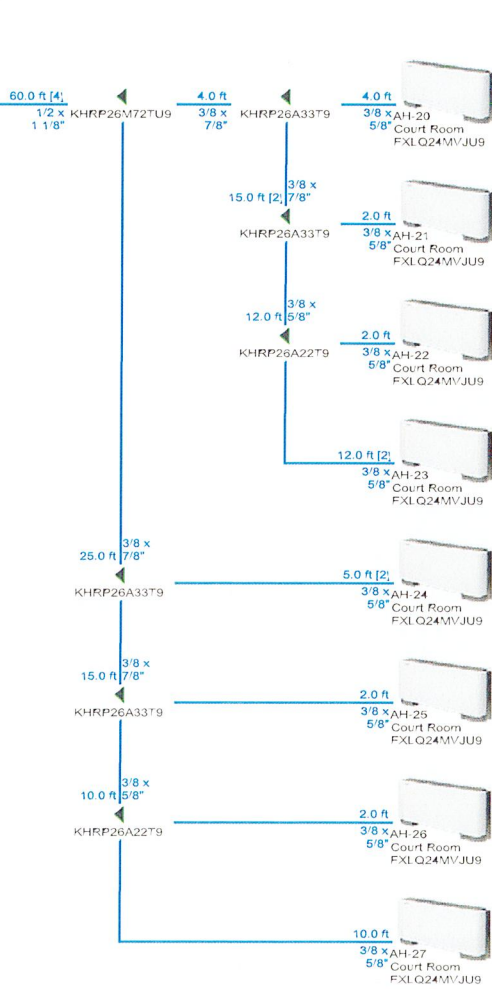 60.0 ft [4]
1/2 x
1 1/8"
KHRP26M72TU9
4.0 ft
3/8 x
7/8"
KHRP26A33T9
4.0 ft
3/8 x
5/8"
AH-20
Court Room
FXLQ24MVJU9
3/8 x
15.0 ft [2] 7/8"
KHRP26A33T9
2.0 ft
3/8 x
5/8"
AH-21
Court Room
FXLQ24MVJU9
3/8 x
12.0 ft 5/8"
KHRP26A22T9
2.0 ft
3/8 x
5/8"
AH-22
Court Room
FXLQ24MVJU9
12.0 ft [2]
3/8 x
5/8"
AH-23
Court Room
FXLQ24MVJU9
3/8 x
25.0 ft 7/8"
KHRP26A33T9
5.0 ft [2]
3/8 x
5/8"
AH-24
Court Room
FXLQ24MVJU9
3/8 x
15.0 ft 7/8"
KHRP26A33T9
2.0 ft
3/8 x
5/8"
AH-25
Court Room
FXLQ24MVJU9
3/8 x
10.0 ft 5/8"
KHRP26A22T9
2.0 ft
3/8 x
5/8"
AH-26
Court Room
FXLQ24MVJU9
10.0 ft
3/8 x
5/8"
AH-27
Court Room
FXLQ24MVJU9